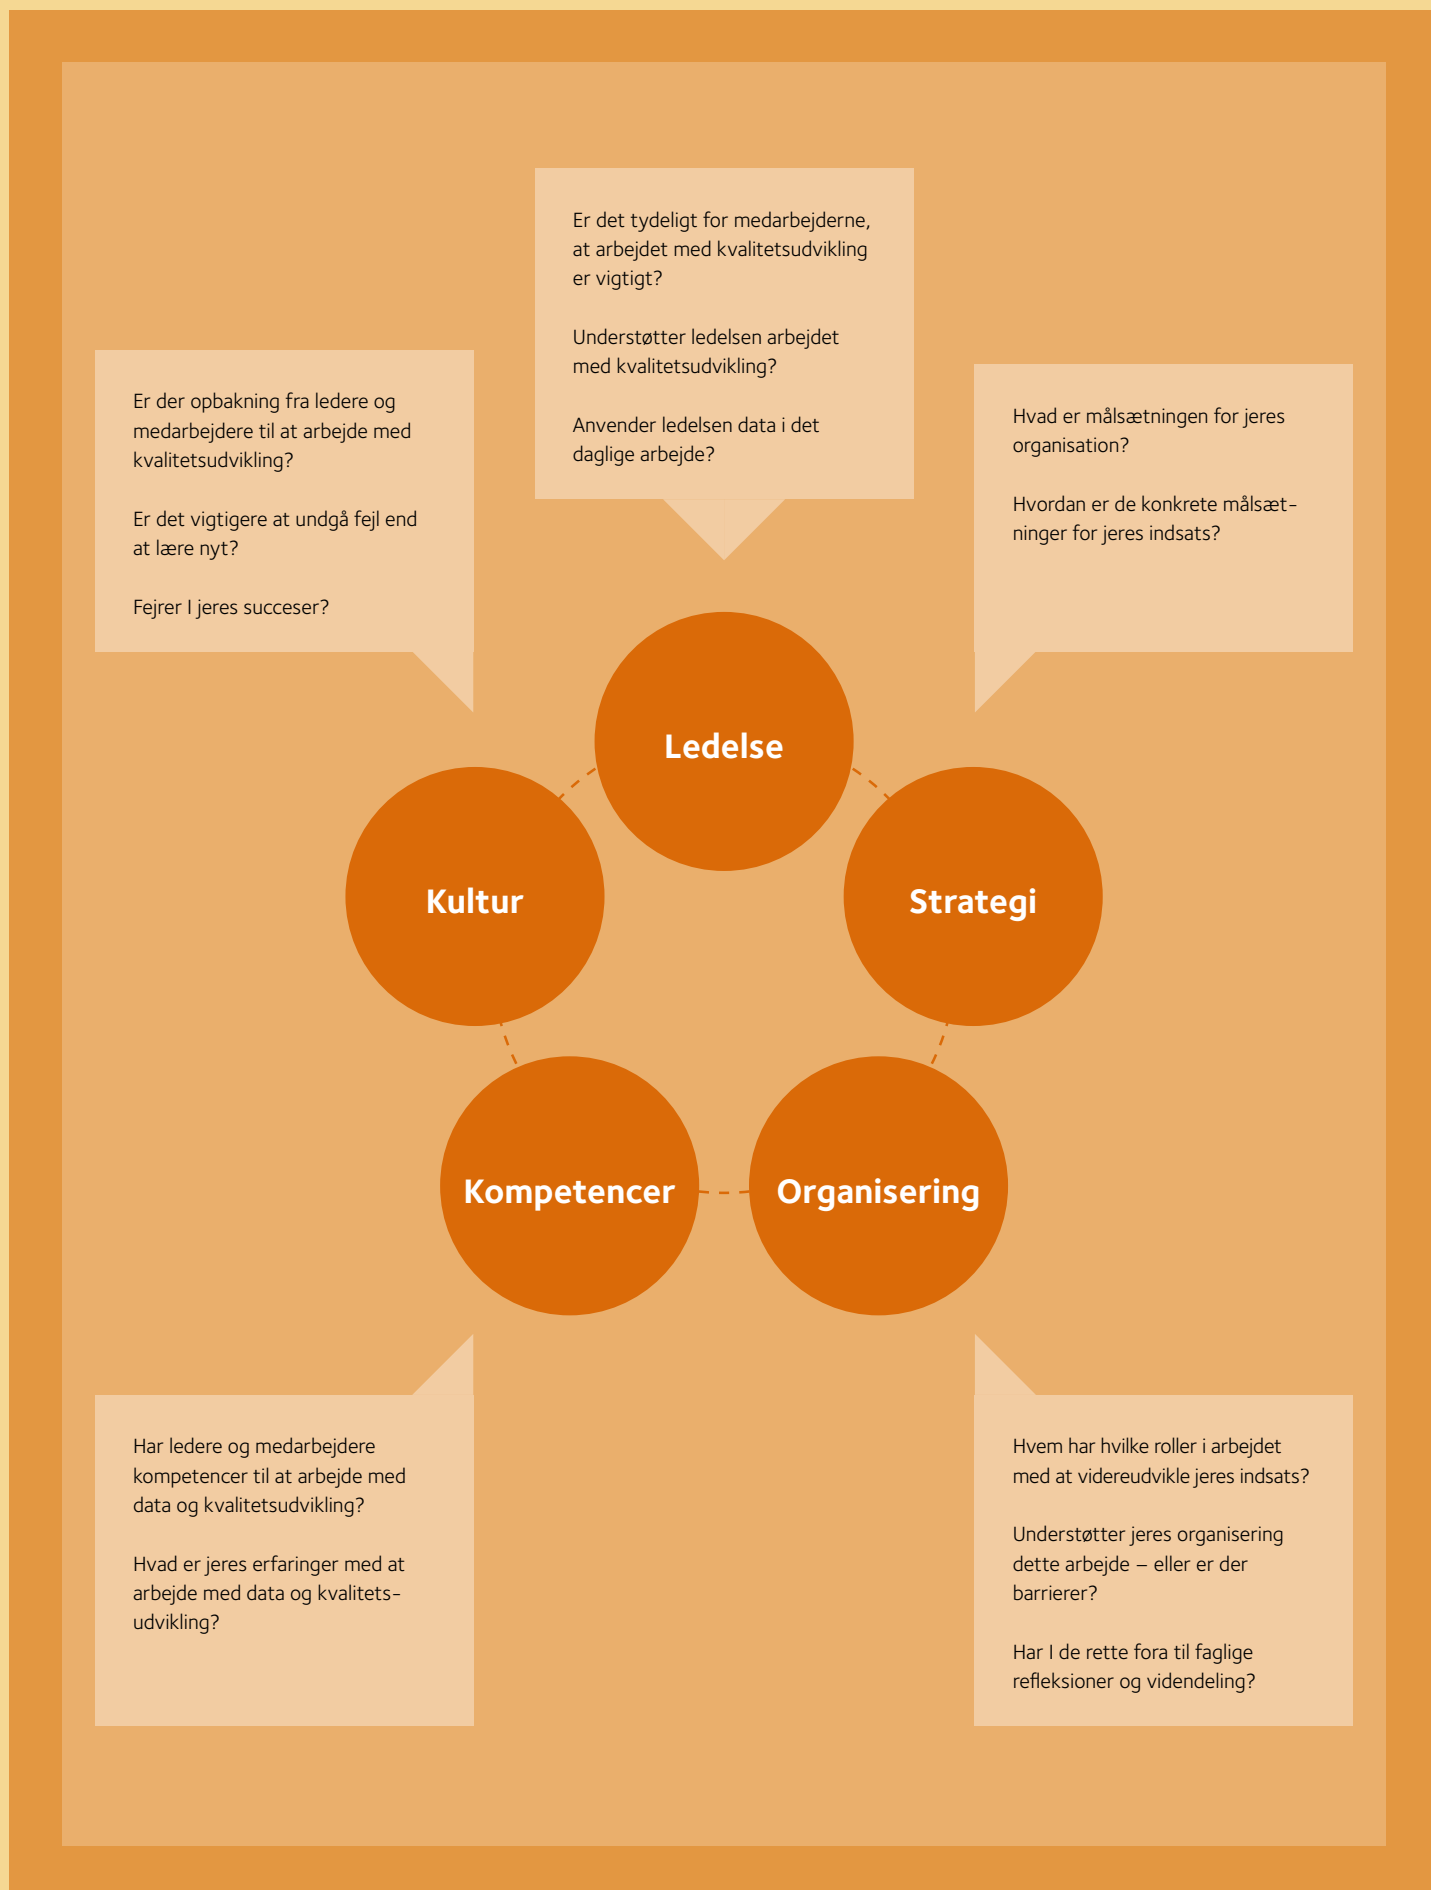 Er det tydeligt for medarbejderne,
at arbejdet med kvalitetsudvikling
er vigtigt?
Understøtter ledelsen arbejdet
med kvalitetsudvikling?
Anvender ledelsen data i det
daglige arbejde?
Er der opbakning fra ledere og
medarbejdere til at arbejde med
kvalitetsudvikling?
Er det vigtigere at undgå fejl end
at lære nyt?
Fejrer I jeres succeser?
Hvad er målsætningen for jeres
organisation?
Hvordan er de konkrete målsæt-
ninger for jeres indsats?
Ledelse
Kultur
Strategi
Kompetencer
Organisering
Har ledere og medarbejdere
kompetencer til at arbejde med
data og kvalitetsudvikling?
Hvad er jeres erfaringer med at
arbejde med data og kvalitets-
udvikling?
Hvem har hvilke roller i arbejdet
med at videreudvikle jeres indsats?
Understøtter jeres organisering
dette arbejde – eller er der
barrierer?
Har I de rette fora til faglige
refleksioner og videndeling?